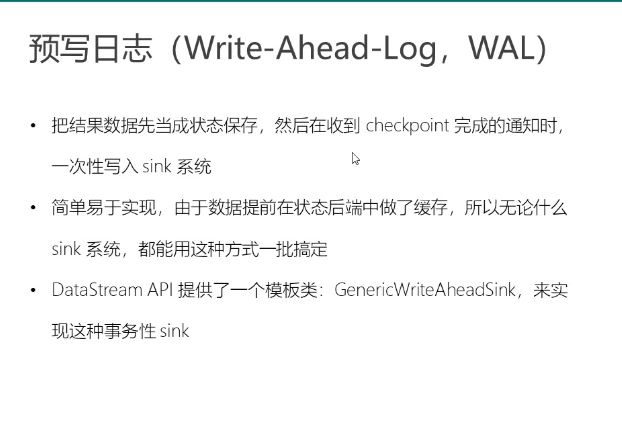 预写日志（Write-Ahead-Log，WAL）
• 把结果数据先当成状态保存，然后在收到 checkpoint 完成的通知时，
一次性写入 sink 系统
• 简单易于实现，由于数据提前在状态后端中做了缓存，所以无论什么
sink 系统，都能用这种方式一批搞定
• DataStream API 提供了一个模板类：GenericWriteAheadSink，来实
现这种事务性 sink